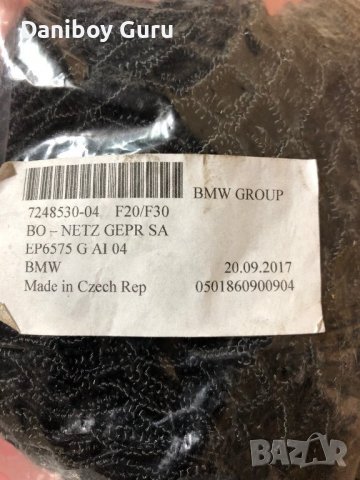 Daniboy Guru
BMW GROUP
7248530-04 F20/F30
BO – NETZ GEPR SA
EP6575 G AI 04
BMW 20.09.2017
Made in Czech Rep 0501860900904
BAZAR